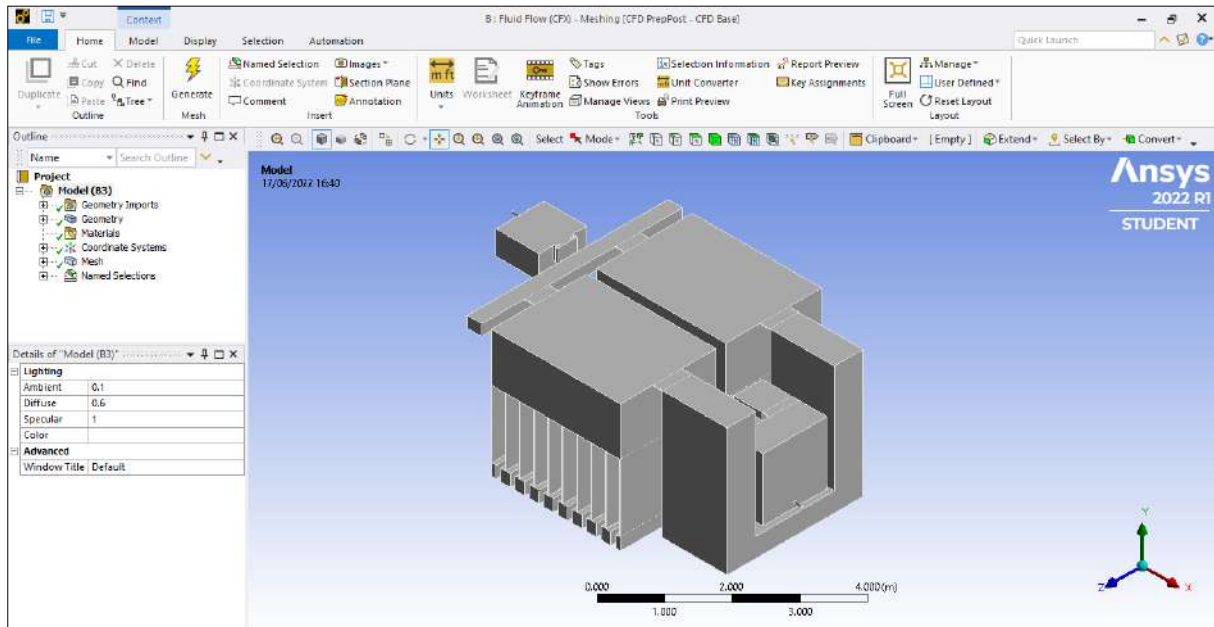 Context
B : Fluid Flow (CFX) - Meshing [CFD PrepPost - CFD Base]
File Home Model Display Selection Automation
Quick Launch
Duplicate
Cut
Copy
Paste
Delete
Find
Tree
Outline
Generate
Mesh
Named Selection
Coordinate System
Comment
Images
Section Plane
Annotation
Insert
m ft
Units
Worksheet
Keyframe
Animation
Tags
Show Errors
Manage Views
Selection Information
Unit Converter
Print Preview
Report Preview
Key Assignments
Tools
Full
Screen
Manage
User Defined
Reset Layout
Layout
Outline
Name Search Outline
Select Mode Clipboard [Empty] Extend Select By Convert
Project
Model (B3)
Geometry Imports
Geometry
Materials
Coordinate Systems
Mesh
Named Selections
Details of "Model (B3)"
Lighting
Ambient 0.1
Diffuse 0.6
Specular 1
Color
Advanced
Window Title Default
Model
17/06/2022 16:40
Ansys
2022 R1
STUDENT
0.000 2.000 4.000 (m)
1.000 3.000
Y
Z X